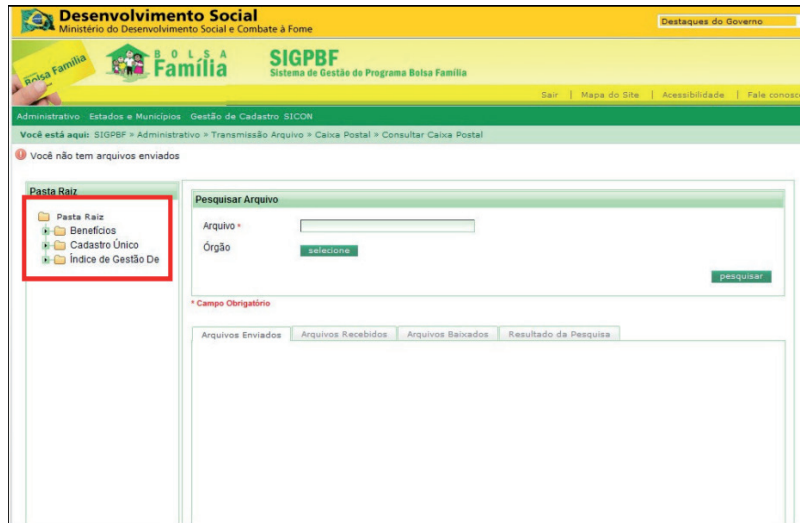 Desenvolvimento Social
Ministério do Desenvolvimento Social e Combate à Fome
Destaques do Governo
Bolsa Família
BOLSA
Família
SIGPBF
Sistema de Gestão do Programa Bolsa Família
Sair | Mapa do Site | Acessibilidade | Fale conosco
Administrativo Estados e Municípios Gestão de Cadastro SICON
Você está aqui: SIGPBF » Administrativo » Transmissão Arquivo » Caixa Postal » Consultar Caixa Postal
Você não tem arquivos enviados
Pasta Raiz
Pasta Raiz
Benefícios
Cadastro Único
Índice de Gestão De
Pesquisar Arquivo
Arquivo *
Órgão
selecione
pesquisar
* Campo Obrigatório
Arquivos Enviados Arquivos Recebidos Arquivos Baixados Resultado da Pesquisa